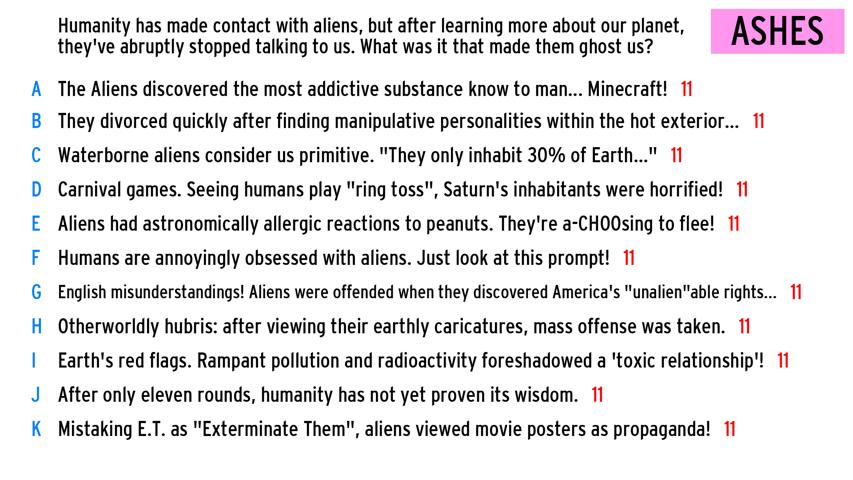 Humanity has made contact with aliens, but after learning more about our planet,
they've abruptly stopped talking to us. What was it that made them ghost us?
ASHES
A The Aliens discovered the most addictive substance know to man... Minecraft! 11
B They divorced quickly after finding manipulative personalities within the hot exterior... 11
C Waterborne aliens consider us primitive. "They only inhabit 30% of Earth..." 11
D Carnival games. Seeing humans play "ring toss", Saturn's inhabitants were horrified! 11
E Aliens had astronomically allergic reactions to peanuts. They're a-CHOOsing to flee! 11
F Humans are annoyingly obsessed with aliens. Just look at this prompt! 11
G English misunderstandings! Aliens were offended when they discovered America's "unalien"able rights... 11
H Otherworldly hubris: after viewing their earthly caricatures, mass offense was taken. 11
I Earth's red flags. Rampant pollution and radioactivity foreshadowed a 'toxic relationship'! 11
J After only eleven rounds, humanity has not yet proven its wisdom. 11
K Mistaking E.T. as "Exterminate Them", aliens viewed movie posters as propaganda! 11